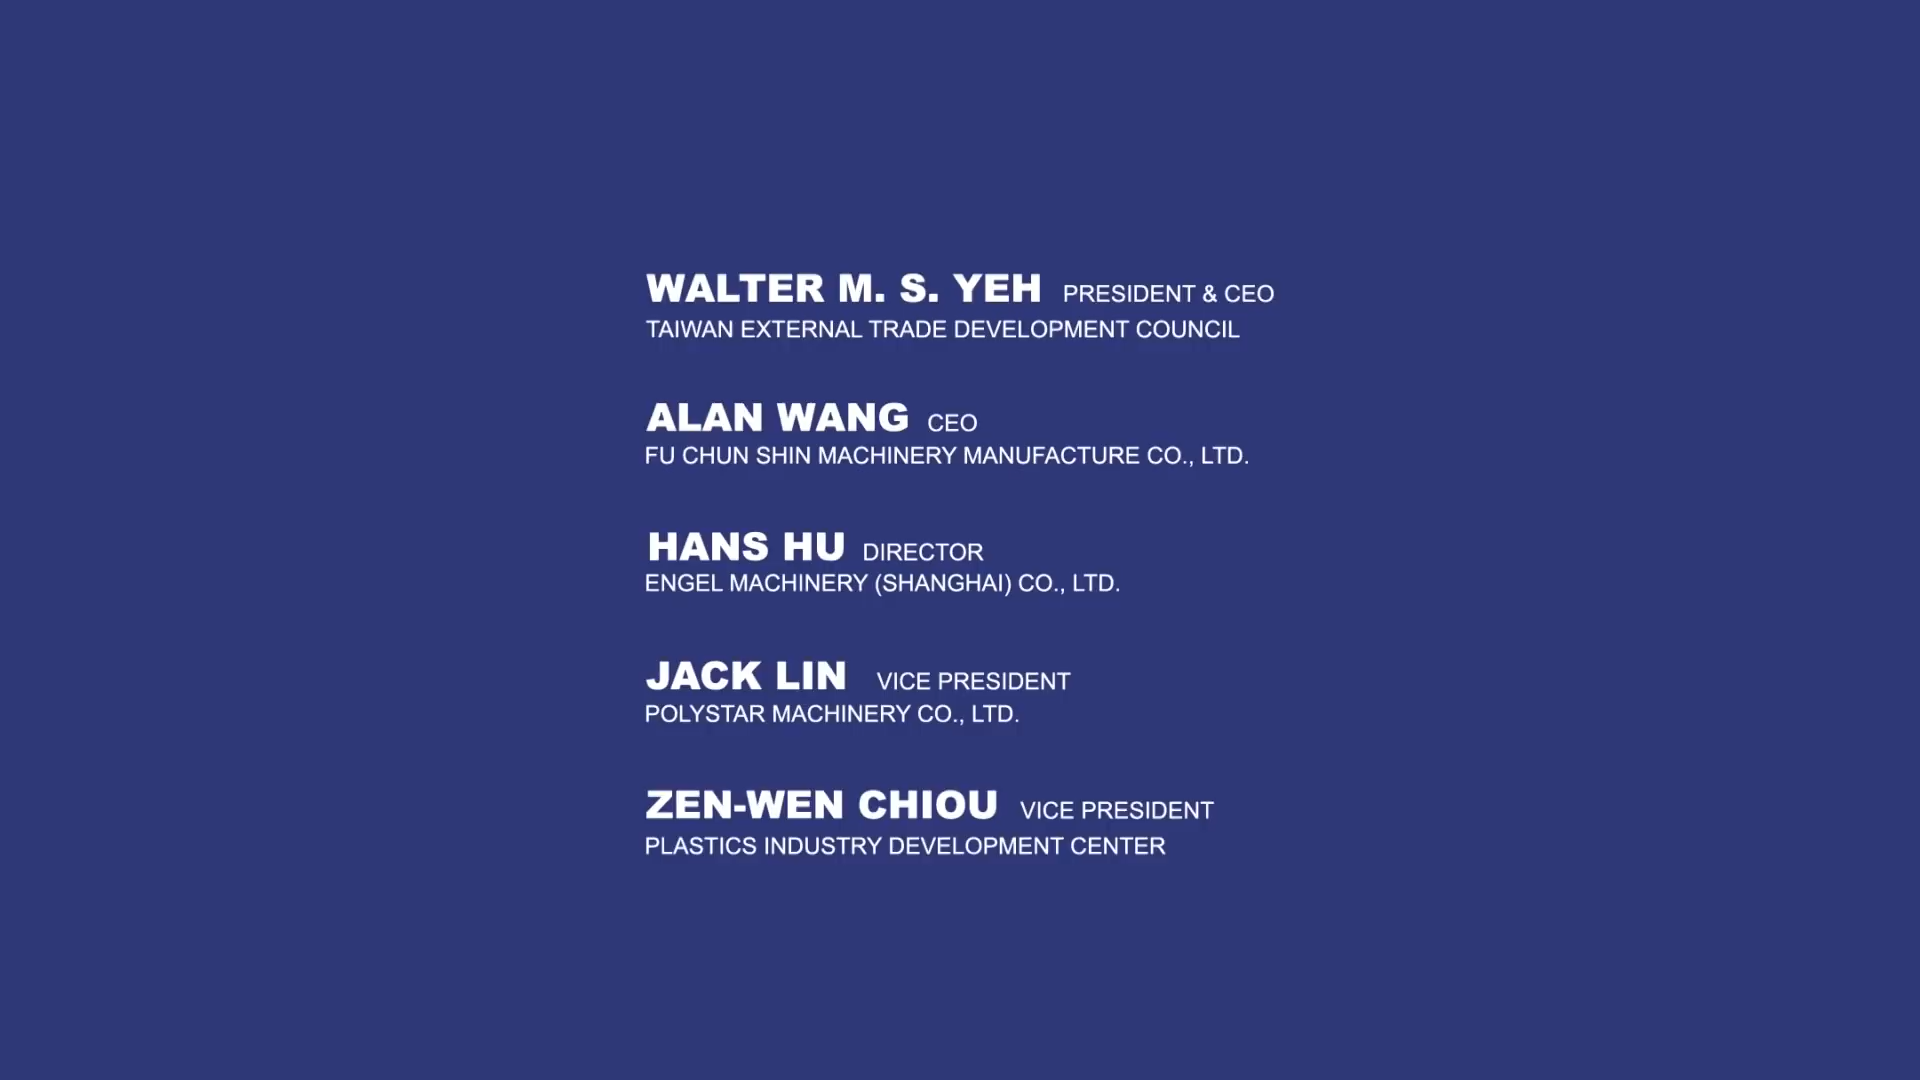 WALTER M. S. YEH PRESIDENT & CEO
TAIWAN EXTERNAL TRADE DEVELOPMENT COUNCIL
ALAN WANG CEO
FU CHUN SHIN MACHINERY MANUFACTURE CO., LTD.
HANS HU DIRECTOR
ENGEL MACHINERY (SHANGHAI) CO., LTD.
JACK LIN VICE PRESIDENT
POLYSTAR MACHINERY CO., LTD.
ZEN-WEN CHIOU VICE PRESIDENT
PLASTICS INDUSTRY DEVELOPMENT CENTER